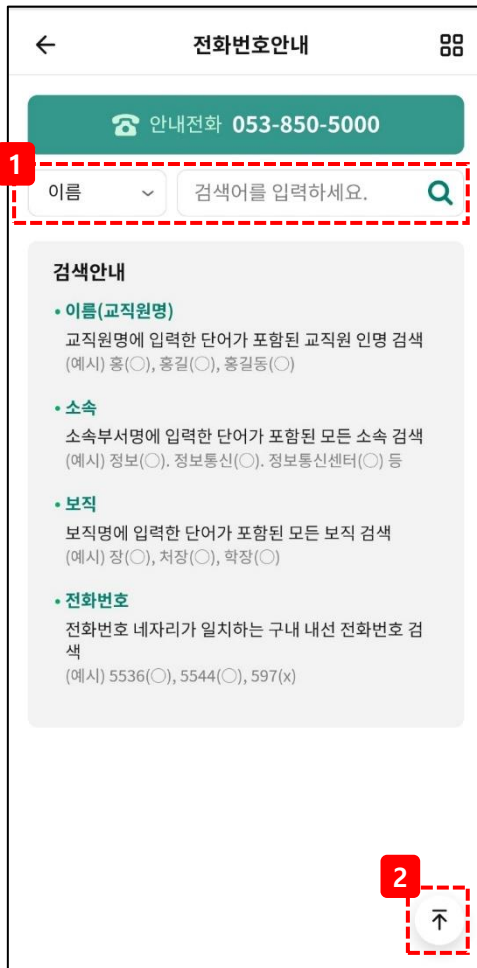 전화번호안내
안내전화 053-850-5000
1
이름 검색어를 입력하세요.
검색안내
• 이름(교직원명)
교직원명에 입력한 단어가 포함된 교직원 인명 검색
(예시) 홍(○), 홍길(○), 홍길동(○)
• 소속
소속부서명에 입력한 단어가 포함된 모든 소속 검색
(예시) 정보(○). 정보통신(○). 정보통신센터(○) 등
• 보직
보직명에 입력한 단어가 포함된 모든 보직 검색
(예시) 장(○), 처장(○), 학장(○)
• 전화번호
전화번호 네자리가 일치하는 구내 내선 전화번호 검
색
(예시) 5536(○), 5544(○), 597(x)
2